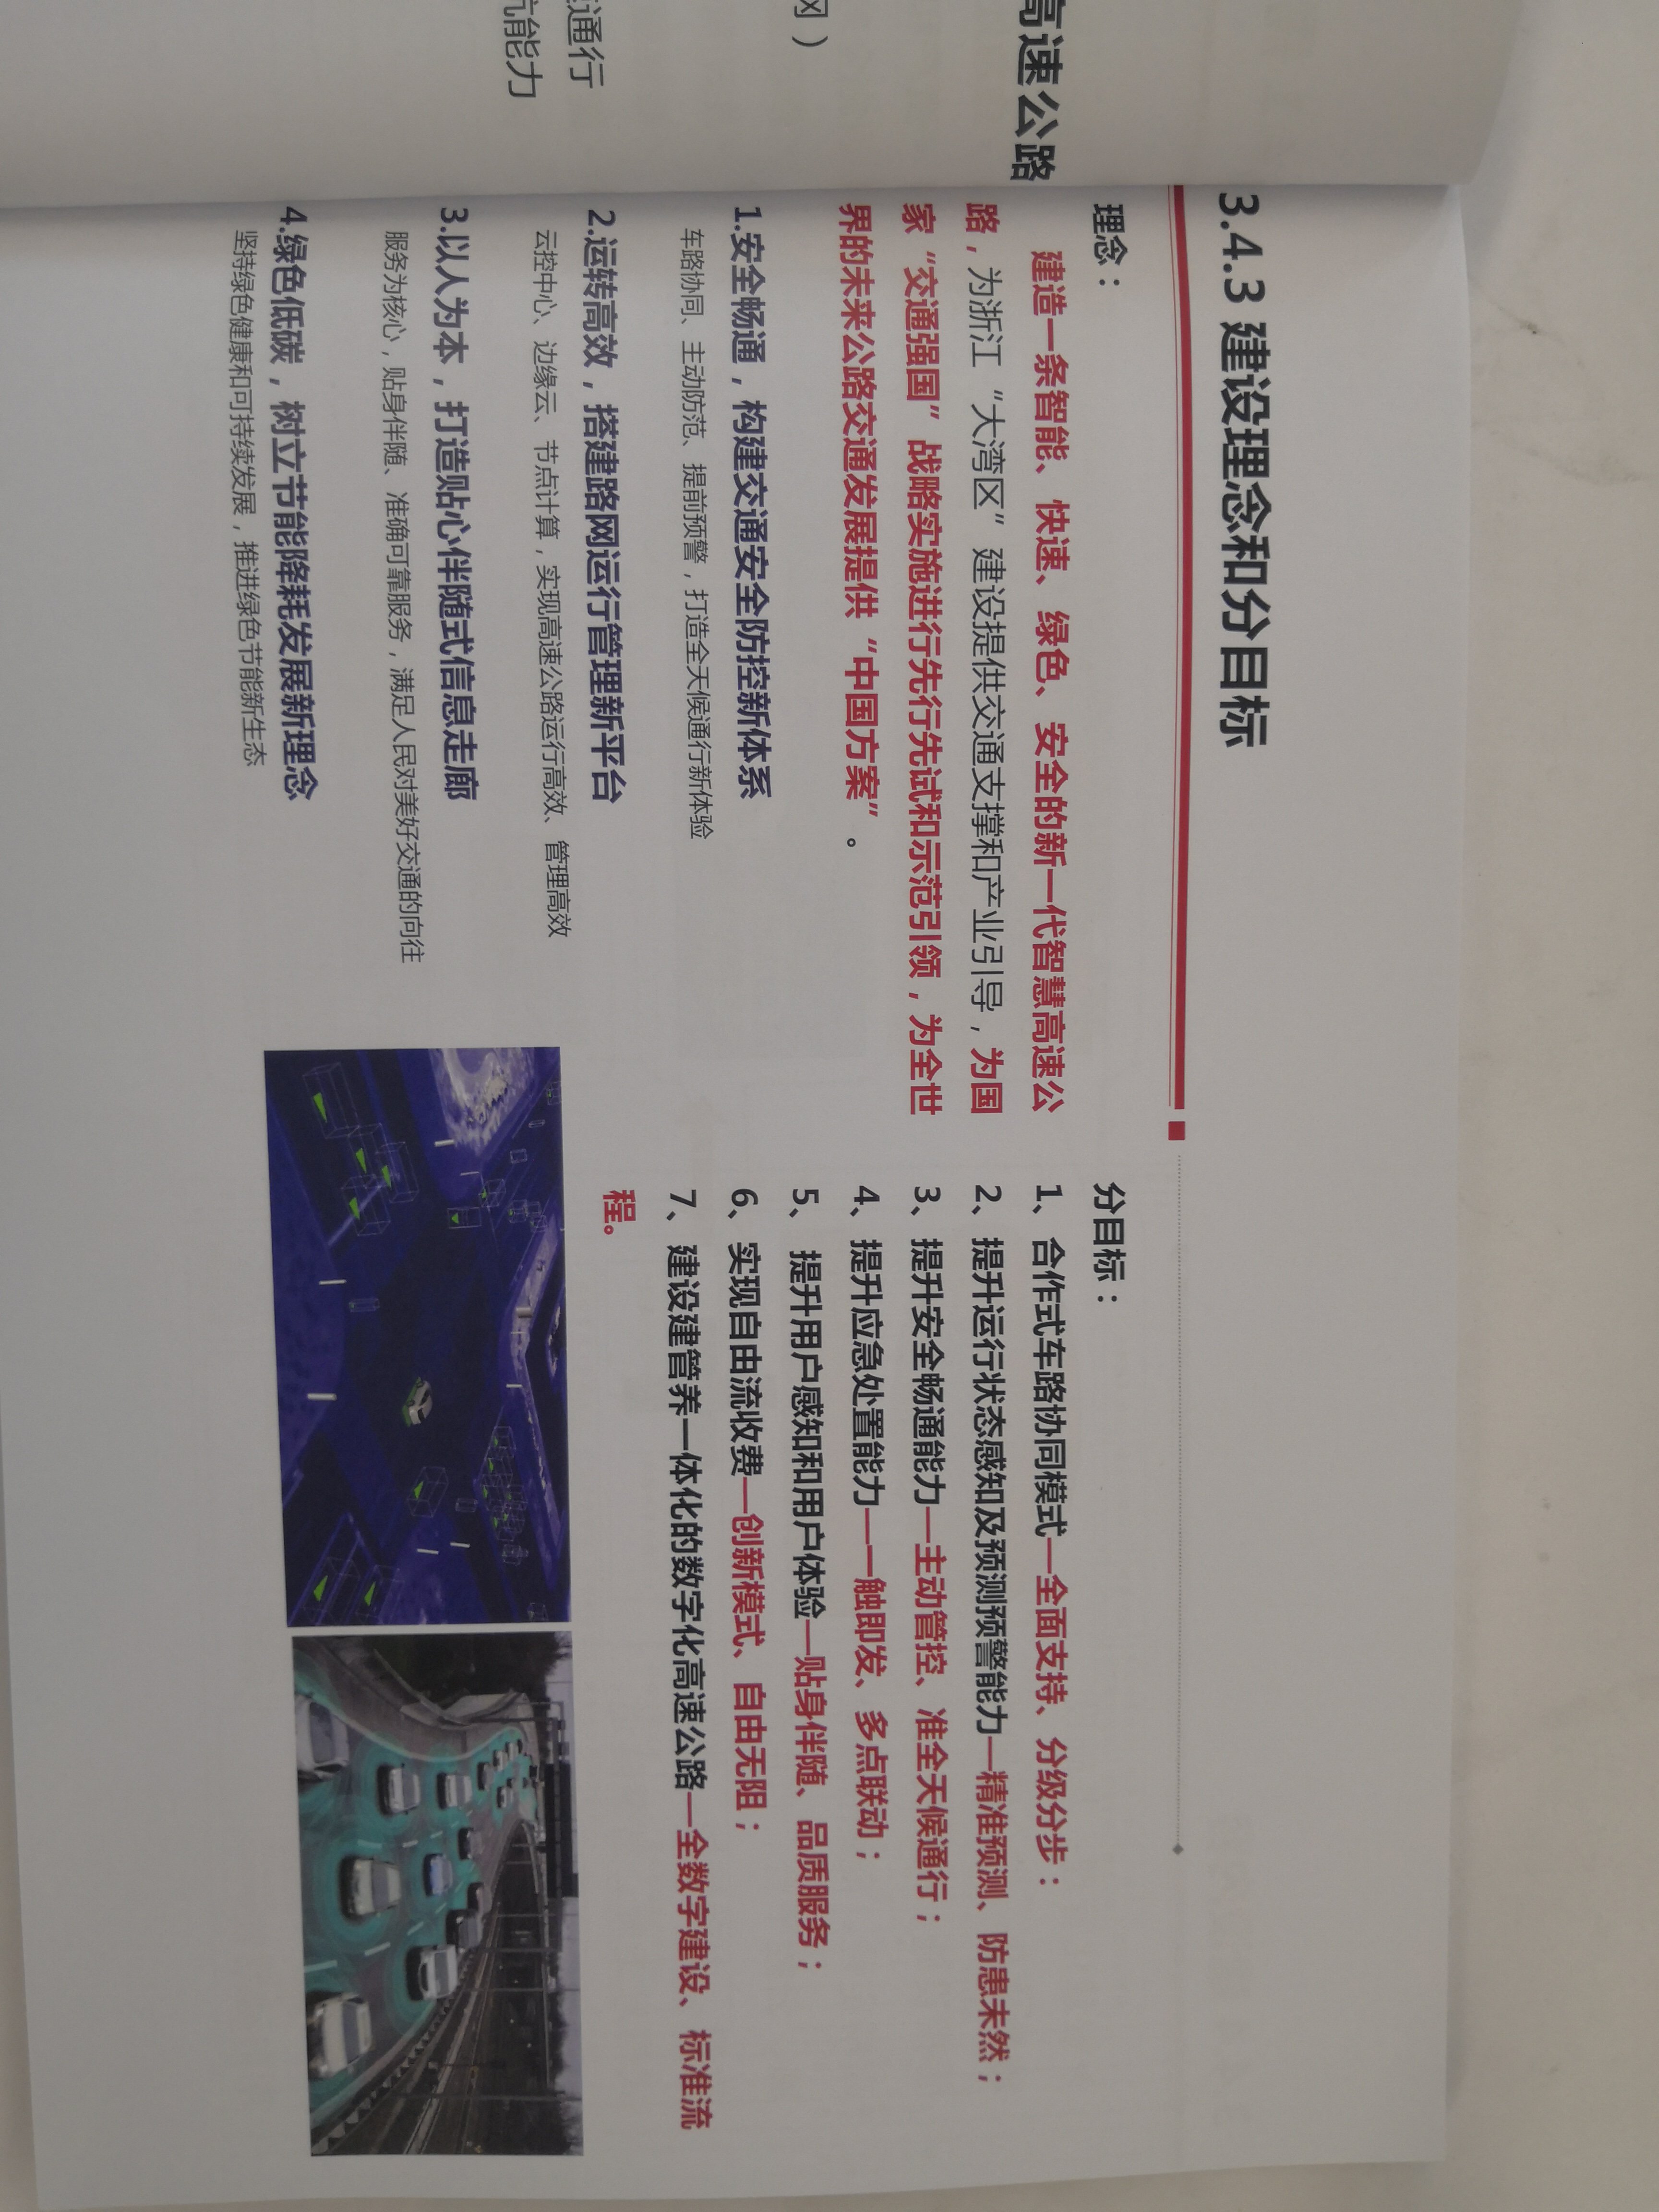 高速公路
网）
通行
抗能力
3.4.3 建设理念和分目标
理念：
建造一条智能、快速、绿色、安全的新一代智慧高速公
路，为浙江“大湾区”建设提供交通支撑和产业引导，为国
家“交通强国”战略实施进行先行先试和示范引领，为全世
界的未来公路交通发展提供“中国方案”。
1.安全畅通，构建交通安全防控新体系
车路协同、主动防范、提前预警，打造全天候通行新体验
2.运转高效，搭建路网运行管理新平台
云控中心、边缘云、节点计算，实现高速公路运行高效、管理高效
3.以人为本，打造贴心伴随式信息走廊
服务为核心，贴身伴随、准确可靠服务，满足人民对美好交通的向往
4.绿色低碳，树立节能降耗发展新理念
坚持绿色健康和可持续发展，推进绿色节能新生态
分目标：
1、合作式车路协同模式—全面支持、分级分步：
2、提升运行状态感知及预测预警能力—精准预测、防患未然；
3、提升安全畅通能力—主动管控、准全天候通行；
4、提升应急处置能力—一触即发、多点联动；
5、 提升用户感知和用户体验—贴身伴随、品质服务；
6、实现自由流收费—创新模式、自由无阻；
7、建设建管养一体化的数字化高速公路—全数字建设、标准流
程。